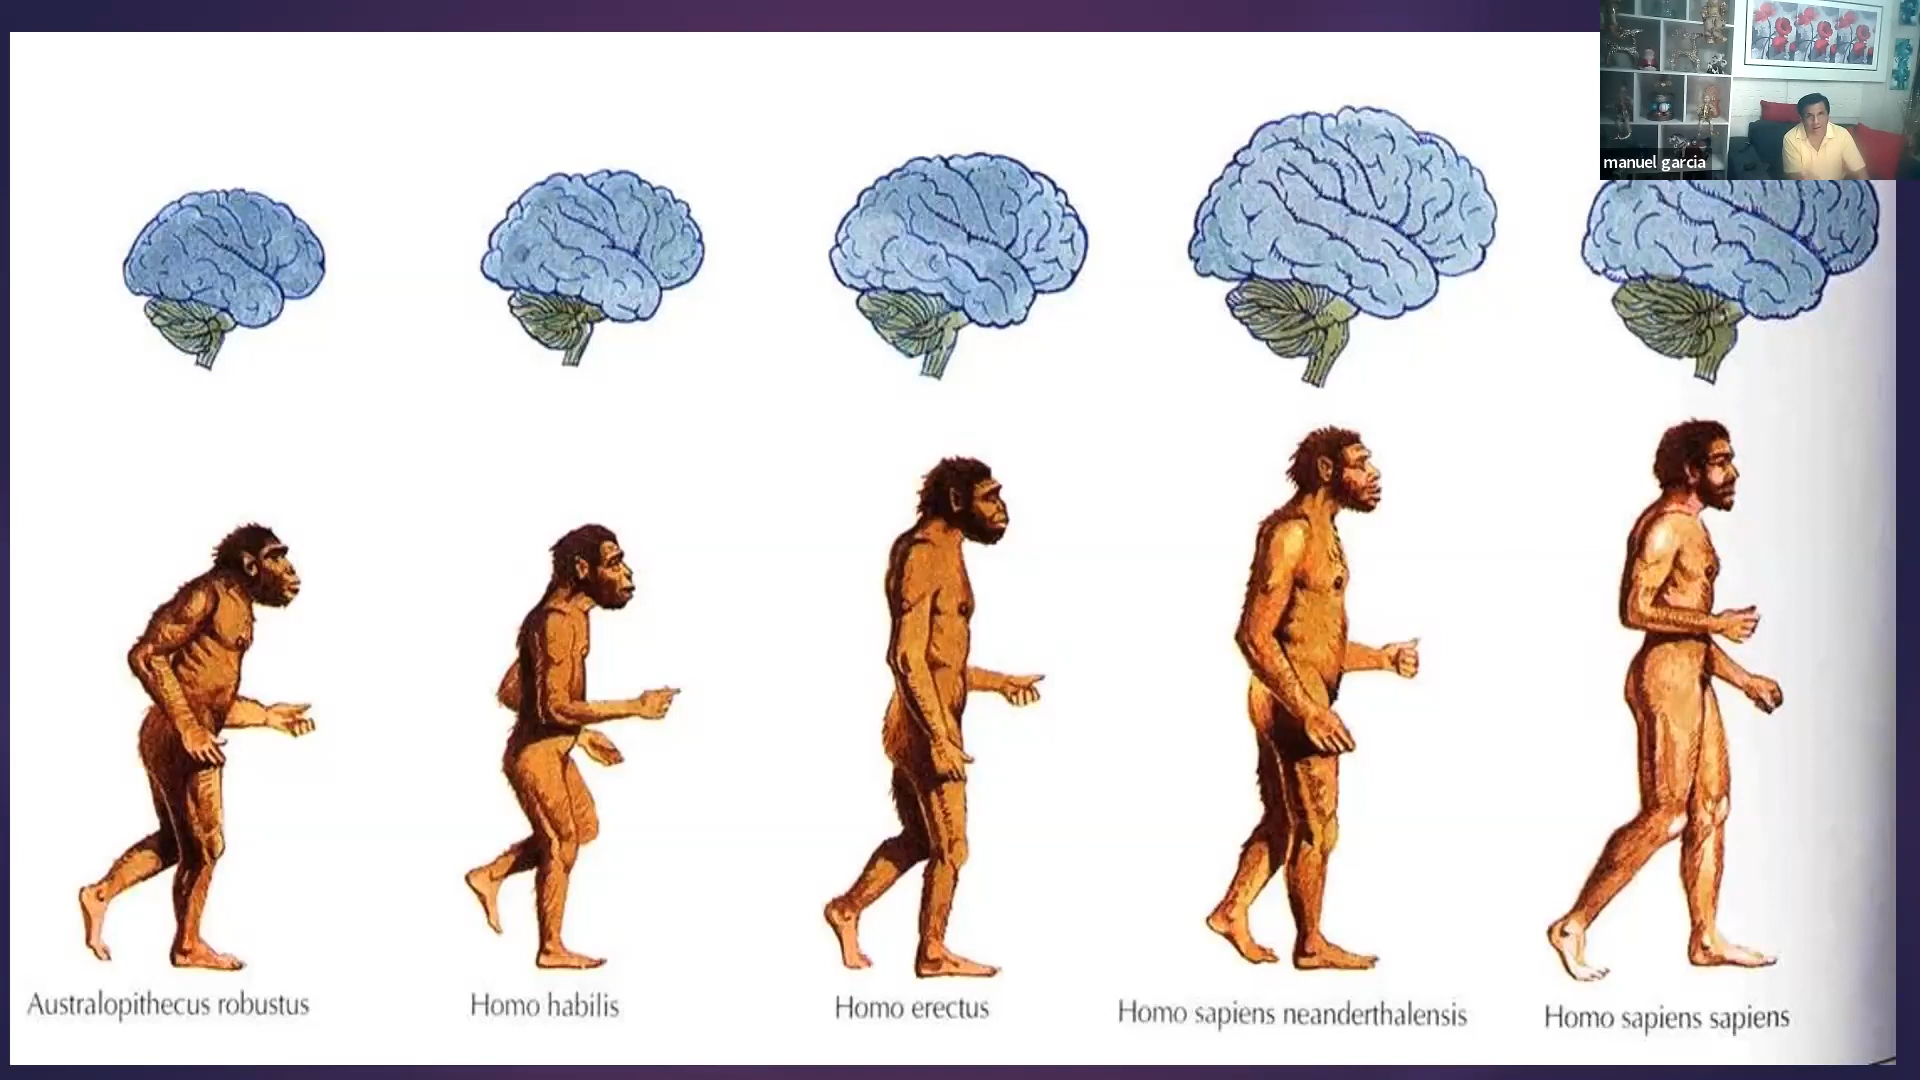 manuel garcia
Australopithecus robustus
Homo habilis
Homo erectus
Homo sapiens neanderthalensis
Homo sapiens sapiens